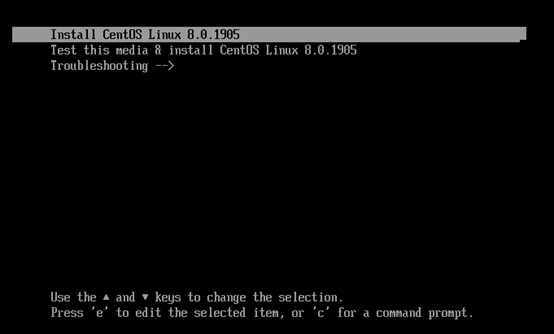 Install CentOS Linux 8.0.1905
Test this media & install CentOS Linux 8.0.1905
Troubleshooting -->
Use the ▲ and ▼ keys to change the selection.
Press 'e' to edit the selected item, or 'c' for a command prompt.